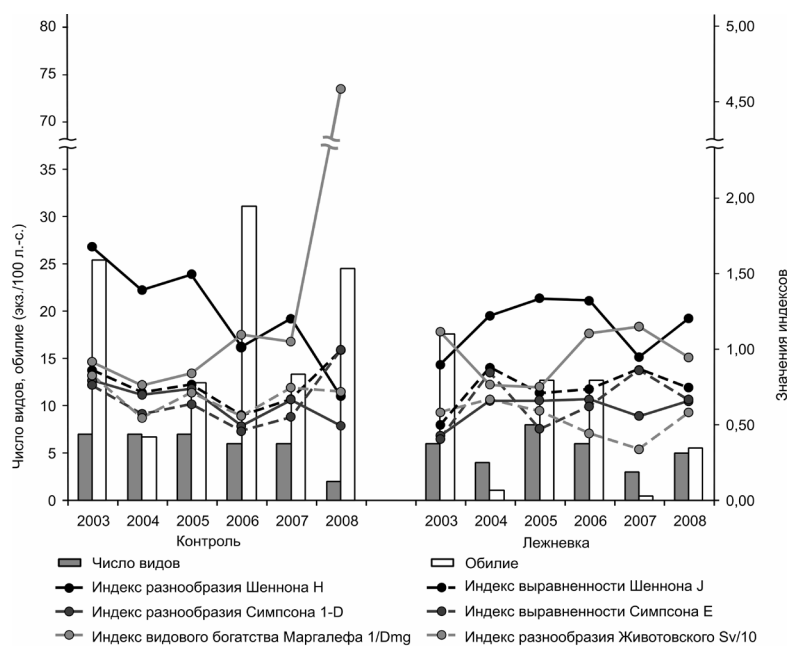 80
75
70
35
30
25
20
15
10
5
0
Число видов, обилие (экз./100 л.-с.)
5,00
4,50
2,00
1,50
1,00
0,50
0,00
Значения индексов
2003 2004 2005 2006 2007 2008
Контроль
2003 2004 2005 2006 2007 2008
Лежневка
Число видов
Обилие
Индекс разнообразия Шеннона H
Индекс выравненности Шеннона J
Индекс разнообразия Симпсона 1-D
Индекс выравненности Симпсона E
Индекс видового богатства Маргалефа 1/Dmg
Индекс разнообразия Животовского Sv/10